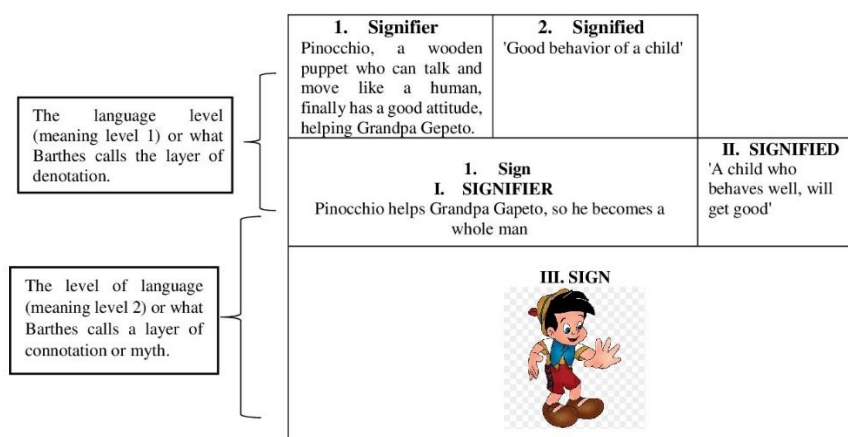 1. Signifier
Pinocchio, a wooden
puppet who can talk and
move like a human,
finally has a good attitude,
helping Grandpa Gepeto.
2. Signified
'Good behavior of a child'
The language level
(meaning level 1) or what
Barthes calls the layer of
denotation.
1. Sign
I. SIGNIFIER
Pinocchio helps Grandpa Gapeto, so he becomes a
whole man
II. SIGNIFIED
'A child who
behaves well, will
get good'
The level of language
(meaning level 2) or what
Barthes calls a layer of
connotation or myth.
III. SIGN